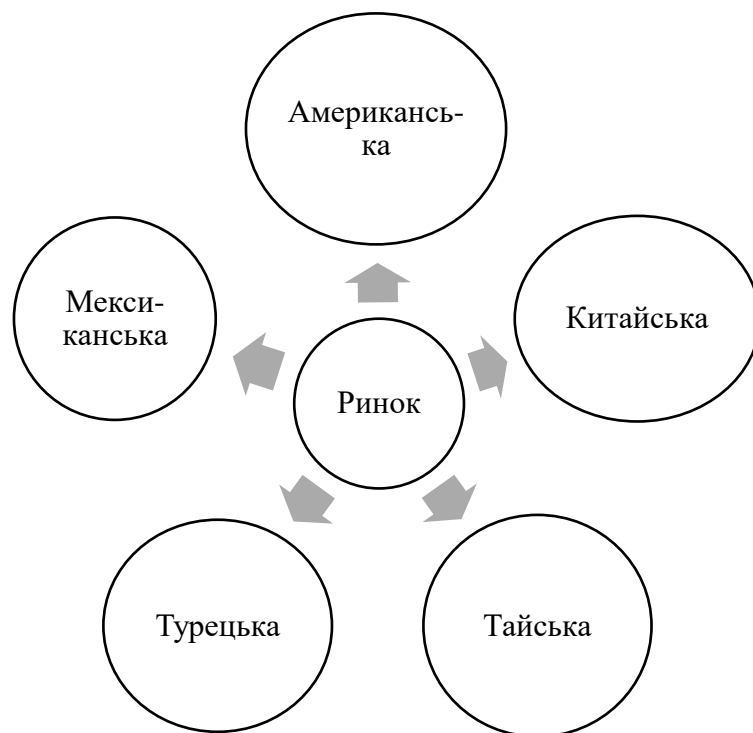 Американсь-
ка
Мекси-
канська
Китайська
Ринок
Турецька
Тайська